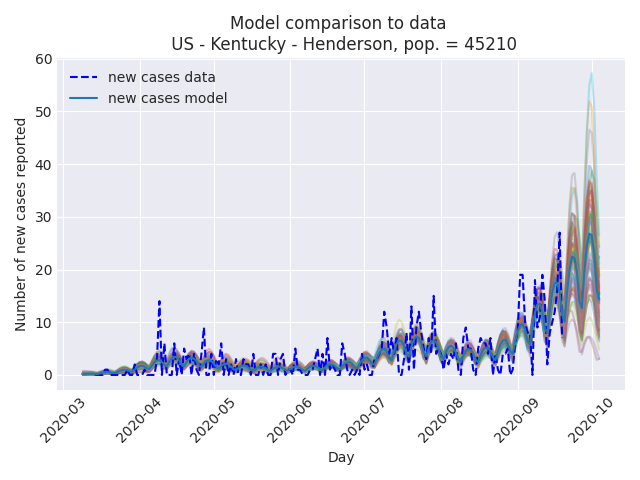 Model comparison to data
US - Kentucky - Henderson, pop. = 45210
new cases data
new cases model
Number of new cases reported
60
50
40
30
20
10
0
2020-03
2020-04
2020-05
2020-06
2020-07
2020-08
2020-09
2020-10
Day